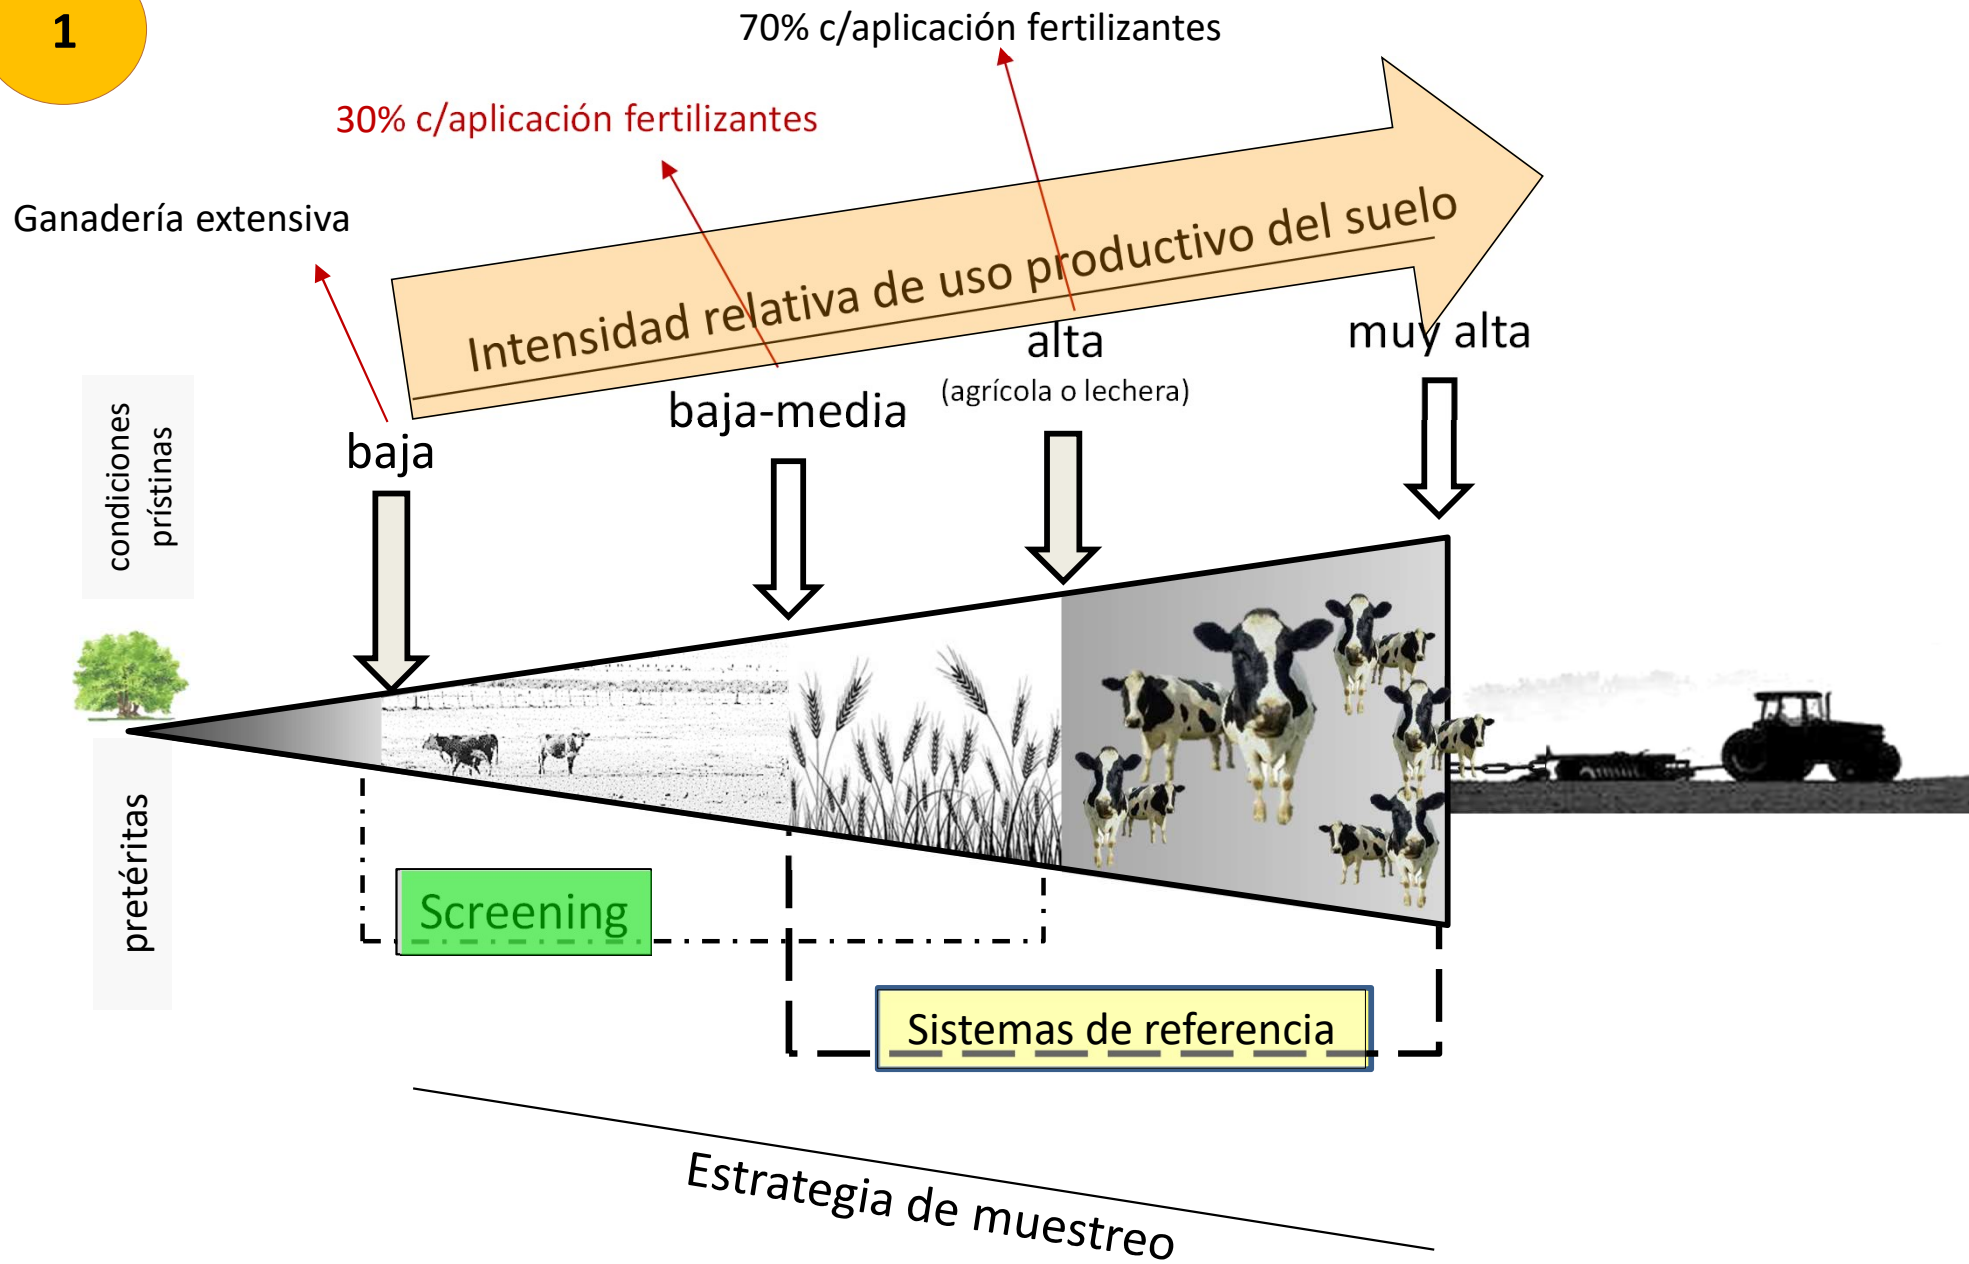 1
70% c/aplicación fertilizantes
30% c/aplicación fertilizantes
Ganadería extensiva
Intensidad relativa de uso productivo del suelo
baja
baja-media
alta
(agrícola o lechera)
muy alta
condiciones
prístinas
pretéritas
Screening
Sistemas de referencia
Estrategia de muestreo